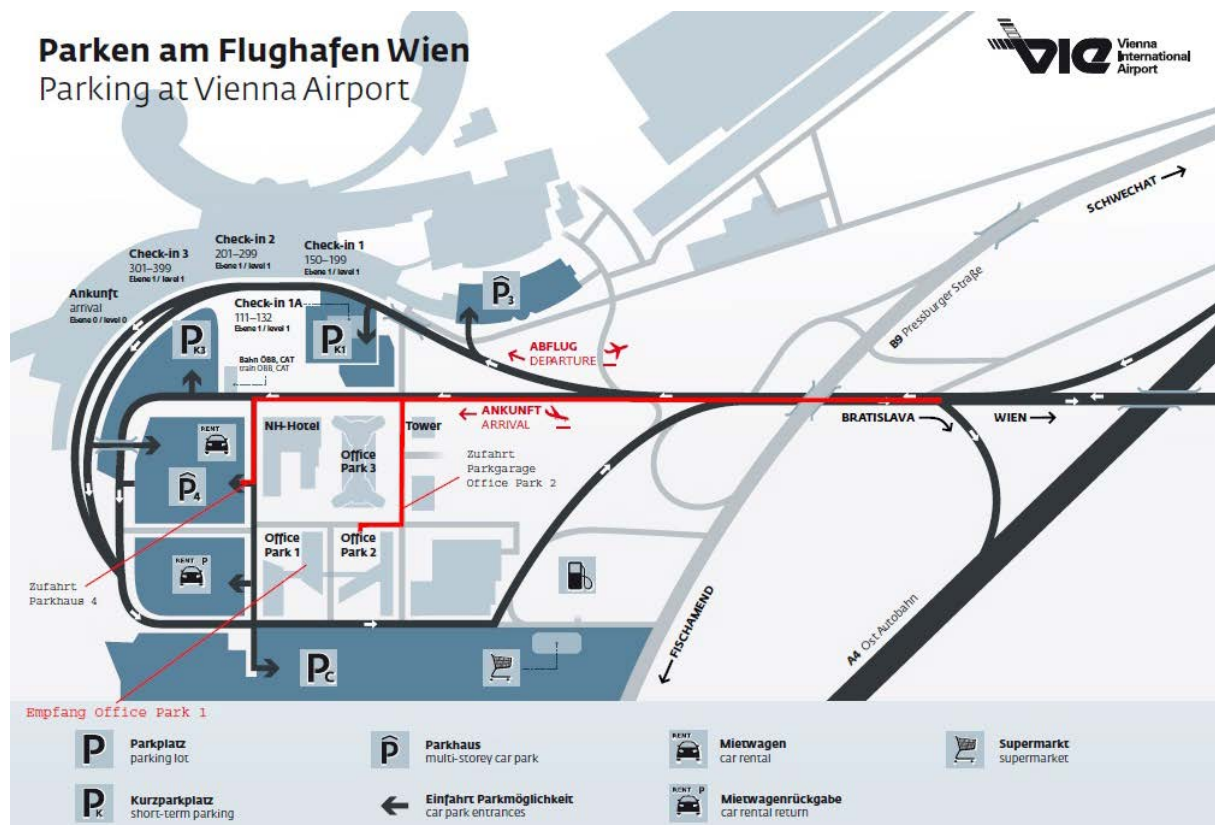 Parken am Flughafen Wien
Parking at Vienna Airport
VIE Vienna
International
Airport
SCHWECHAT
Check-in 2
201–299
Ebene 1 / level 1
Check-in 1
150–199
Ebene 1 / level 1
Check-in 3
301–399
Ebene 1 / level 1
Ankunft
arrival
Ebene 0 / level 0
Check-in 1A
111–132
Ebene 1 / level 1
P3
PK3
PK1
B9 Pressburger Straße
ABFLUG
DEPARTURE
Bahn ÖBB, CAT
train ÖBB, CAT
ANKUNFT
ARRIVAL
BRATISLAVA
WIEN
RENT
NH-Hotel
Office
Park 3
Tower
Zufahrt
Parkgarage
Office Park 2
P4
Office
Park 1
Office
Park 2
RENT P
Zufahrt
Parkhaus 4
FISCHAMEND
A4 Ost Autobahn
PC
Empfang Office Park 1
P
Parkplatz
parking lot
P
Parkhaus
multi-storey car park
RENT
Mietwagen
car rental
Supermarkt
supermarket
PK
Kurzparkplatz
short-term parking
Einfahrt Parkmöglichkeit
car park entrances
RENT P
Mietwagenrückgabe
car rental return